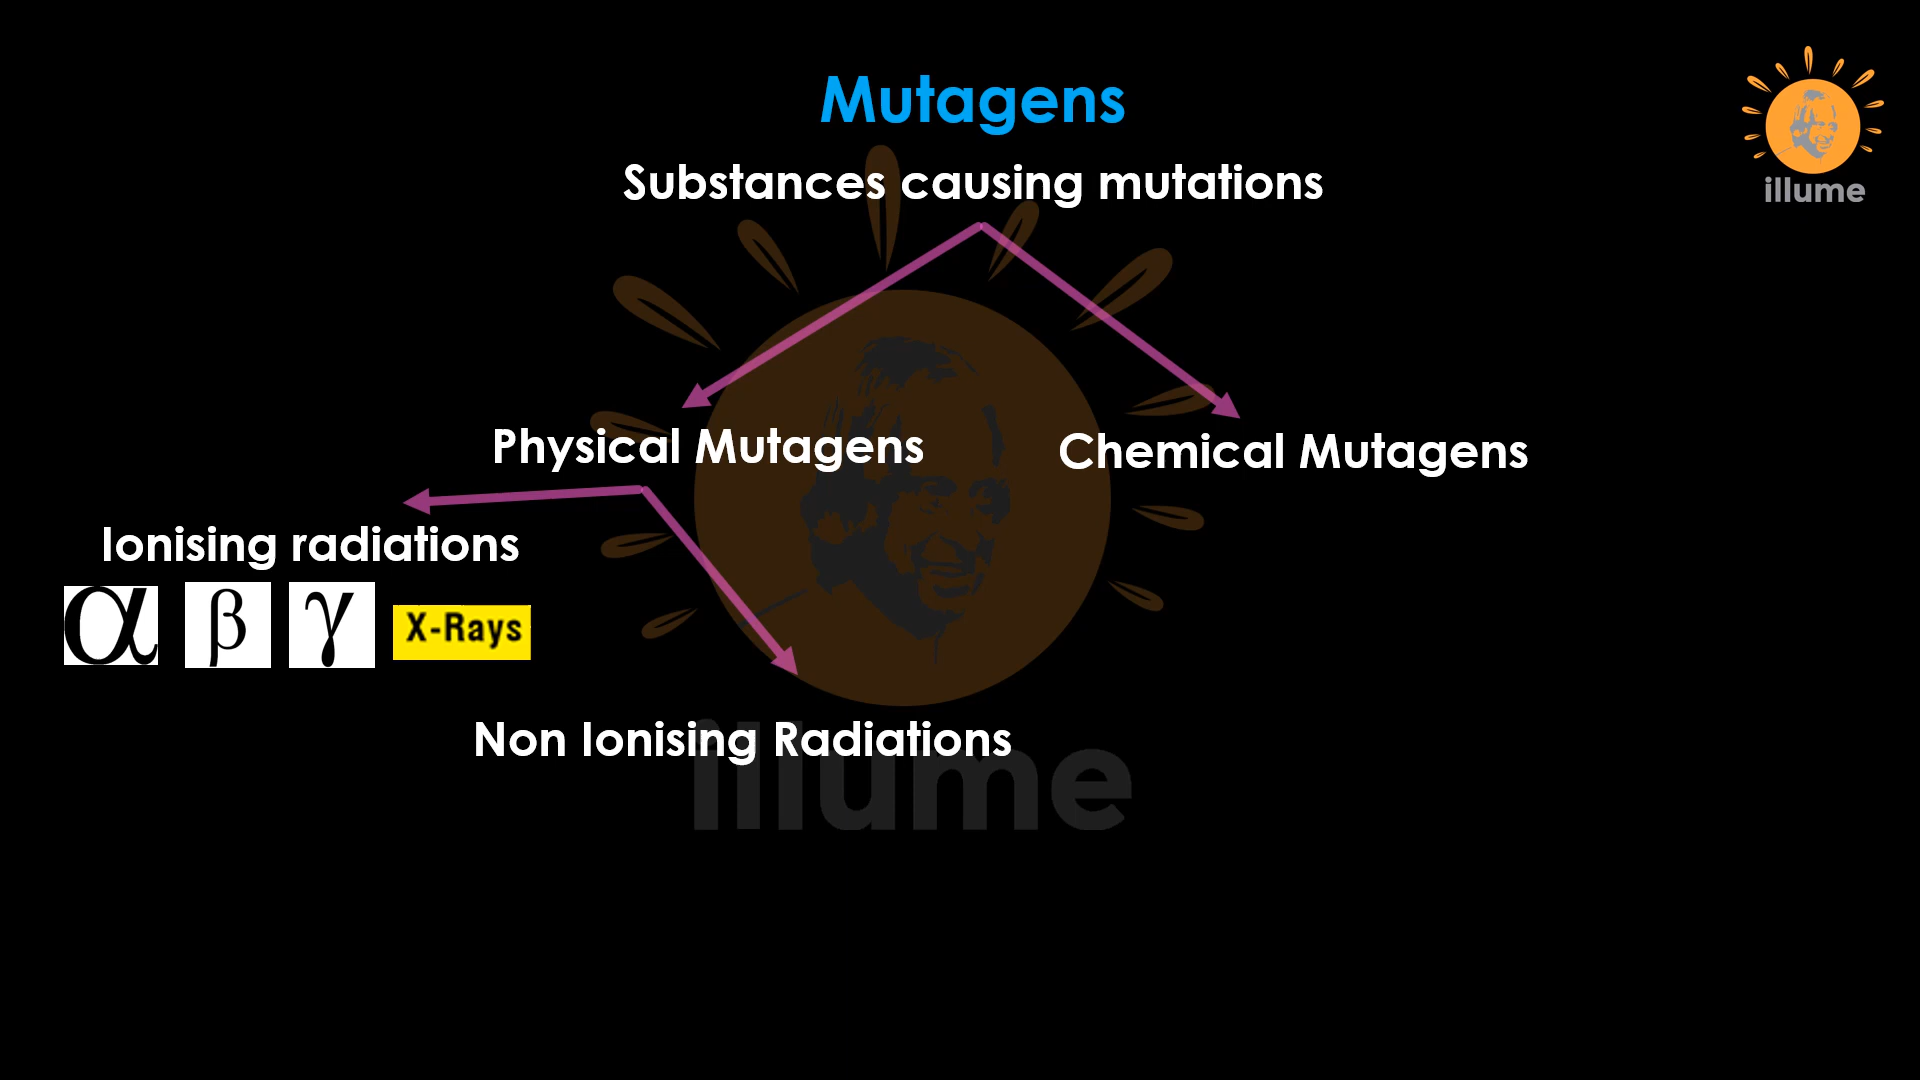 Mutagens
illume
Substances causing mutations
Physical Mutagens
Chemical Mutagens
Ionising radiations
α β γ X-Rays
Non Ionising Radiations
illume